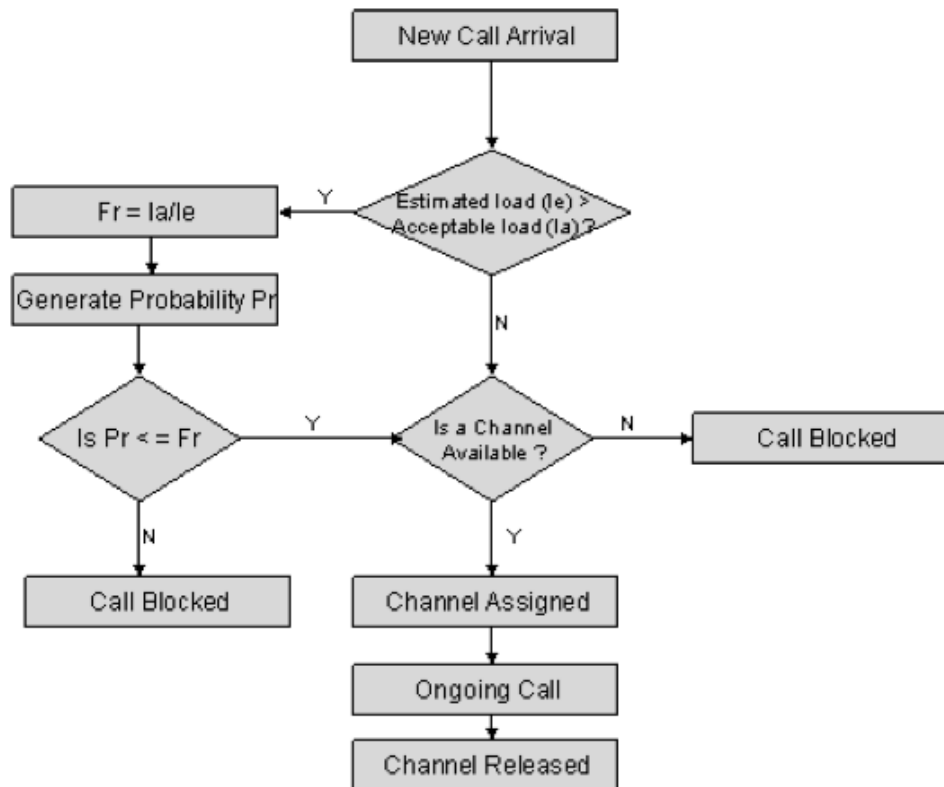 New Call Arrival
Y
Estimated load (le) >
Acceptable load (la) ?
Fr = la/le
Generate Probability Pr
N
Is Pr < = Fr
Y
Is a Channel
Available ?
N
Call Blocked
N
Y
Call Blocked
Channel Assigned
Ongoing Call
Channel Released